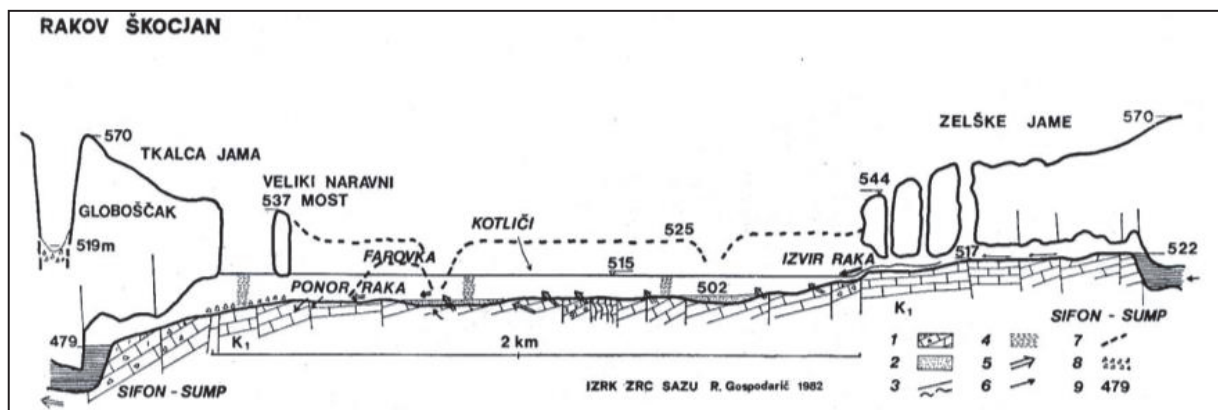 RAKOV ŠKOCJAN
570
TKALCA JAMA
GLOBOŠČAK
519m
VELIKI NARAVNI
537 MOST
KOTLIČI
525
FAROVKA
515
PONOR RAKA
502
544
ZELŠKE JAME
570
IZVIR RAKA
517
522
479
K1
2 km
K1
SIFON - SUMP
SIFON - SUMP
IZRK ZRC SAZU R. Gospodarič 1982
1 4 7
2 5 8
3 6 9 479